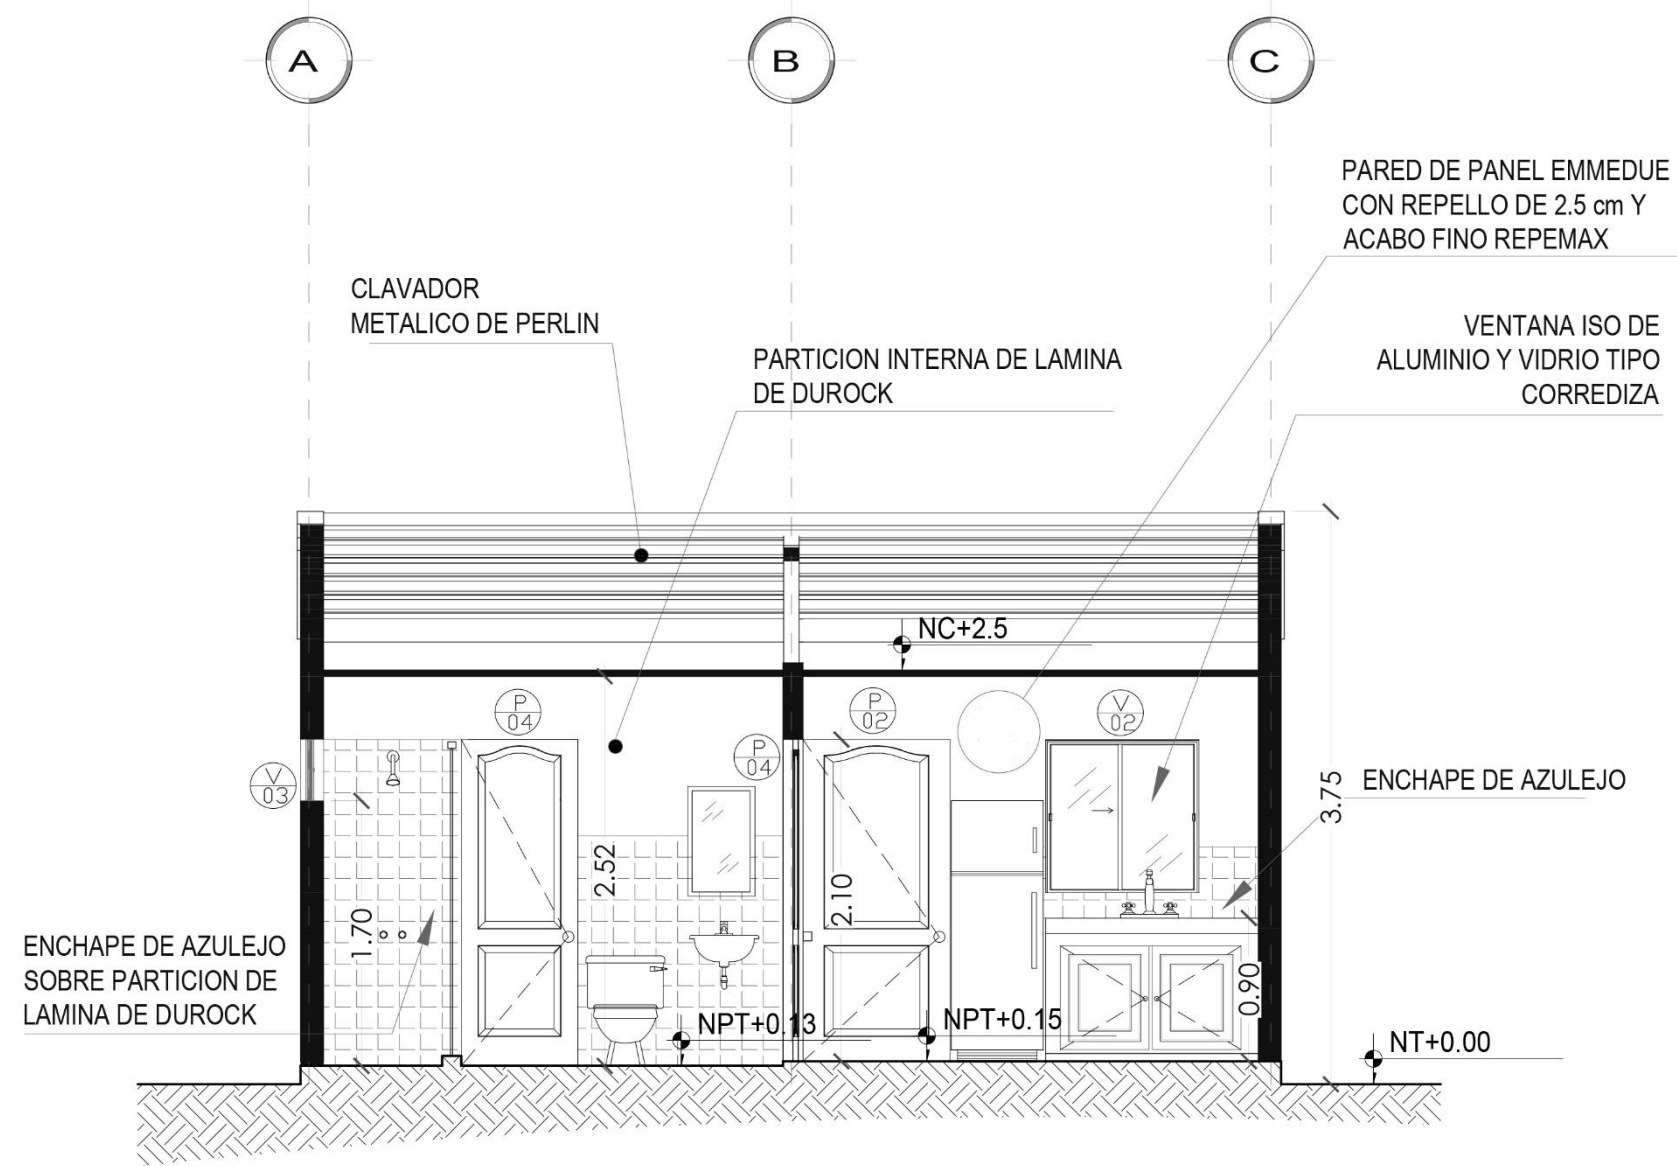 A
B
C
PARED DE PANEL EMMEDUE
CON REPELLO DE 2.5 cm Y
ACABO FINO REPEMAX
CLAVADOR
METALICO DE PERLIN
VENTANA ISO DE
ALUMINIO Y VIDRIO TIPO
CORREDIZA
PARTICION INTERNA DE LAMINA
DE DUROCK
NC+2.5
P
04
P
02
V
02
P
04
V
03
3.75
ENCHAPE DE AZULEJO
2.52
2.10
1.70
ENCHAPE DE AZULEJO
SOBRE PARTICION DE
LAMINA DE DUROCK
0.90
NPT+0.13
NPT+0.15
NT+0.00